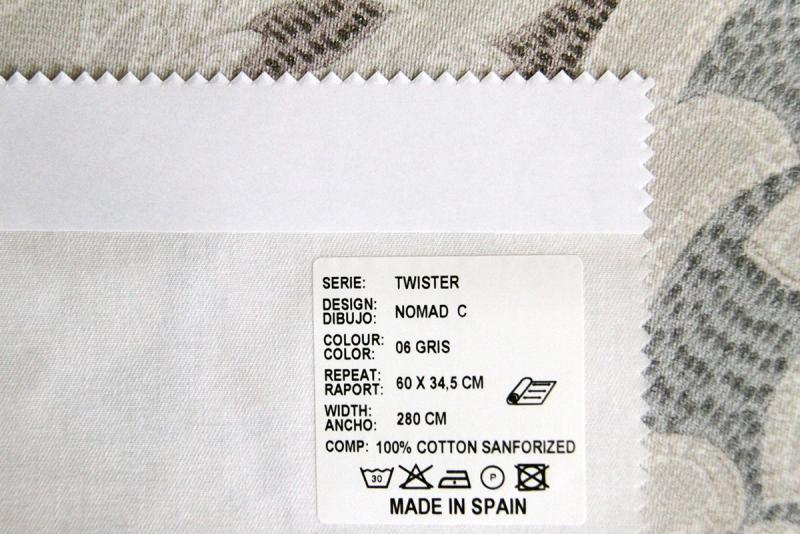 SERIE: TWISTER
DESIGN:
DIBUJO: NOMAD C
COLOUR:
COLOR: 06 GRIS
REPEAT:
RAPORT: 60 X 34,5 CM
WIDTH:
ANCHO: 280 CM
COMP: 100% COTTON SANFORIZED
30 P
MADE IN SPAIN